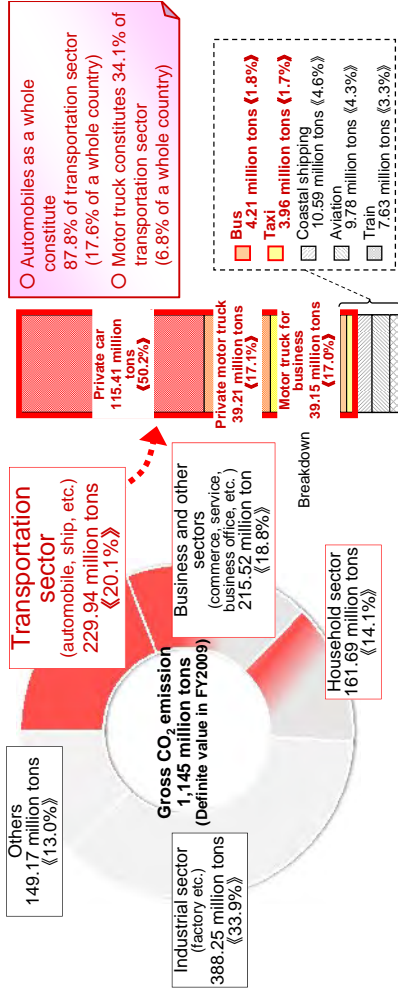 Others
149.17 million tons
《13.0%》
Transportation
sector
(automobile, ship, etc.)
229.94 million tons
《20.1%》
Gross CO2 emission
1,145 million tons
(Definite value in FY2009)
Industrial sector
(factory etc.)
388.25 million tons
《33.9%》
Business and other
sectors
(commerce, service,
business office, etc. )
215.52 million ton
《18.8%》
Household sector
161.69 million tons
《14.1%》
Breakdown
Private car
115.41 million
tons
《50.2%》
Private motor truck
39.21 million tons
《17.1%》
Motor truck for
business
39.15 million tons
《17.0%》
○ Automobiles as a whole
constitute
87.8% of transportation sector
(17.6% of a whole country)
○ Motor truck constitutes 34.1% of
transportation sector
(6.8% of a whole country)
Bus
4.21 million tons 《1.8%》
Taxi
3.96 million tons 《1.7%》
Coastal shipping
10.59 million tons 《4.6%》
Aviation
9.78 million tons 《4.3%》
Train
7.63 million tons 《3.3%》